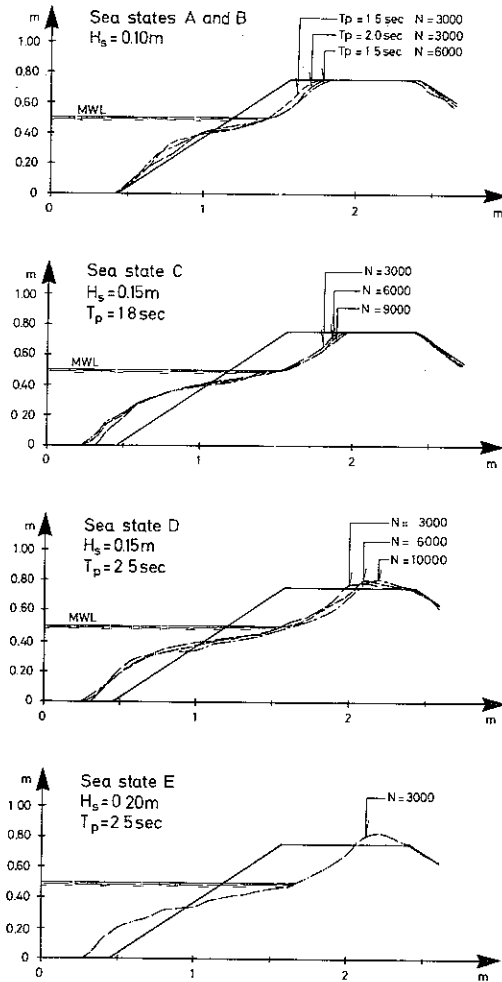 m
Sea states A and B
Hs = 0.10m
Tp = 1.5 sec N = 3000
Tp = 2.0 sec N = 3000
Tp = 1.5 sec N = 6000
0.80
0.60
MWL
0.40
0.20
0
0 1 2
m
m
Sea state C
Hs = 0.15m
Tp = 1.8 sec
N = 3000
N = 6000
N = 9000
1.00
0.80
0.60
MWL
0.40
0.20
0
0 1 2
m
m
Sea state D
Hs = 0.15m
Tp = 2.5 sec
N = 3000
N = 6000
N = 10000
1.00
0.80
0.60
MWL
0.40
0.20
0
0 1 2
m
m
Sea state E
Hs = 0.20m
Tp = 2.5 sec
N = 3000
1.00
0.80
0.60
0.40
0.20
0
0 1 2
m